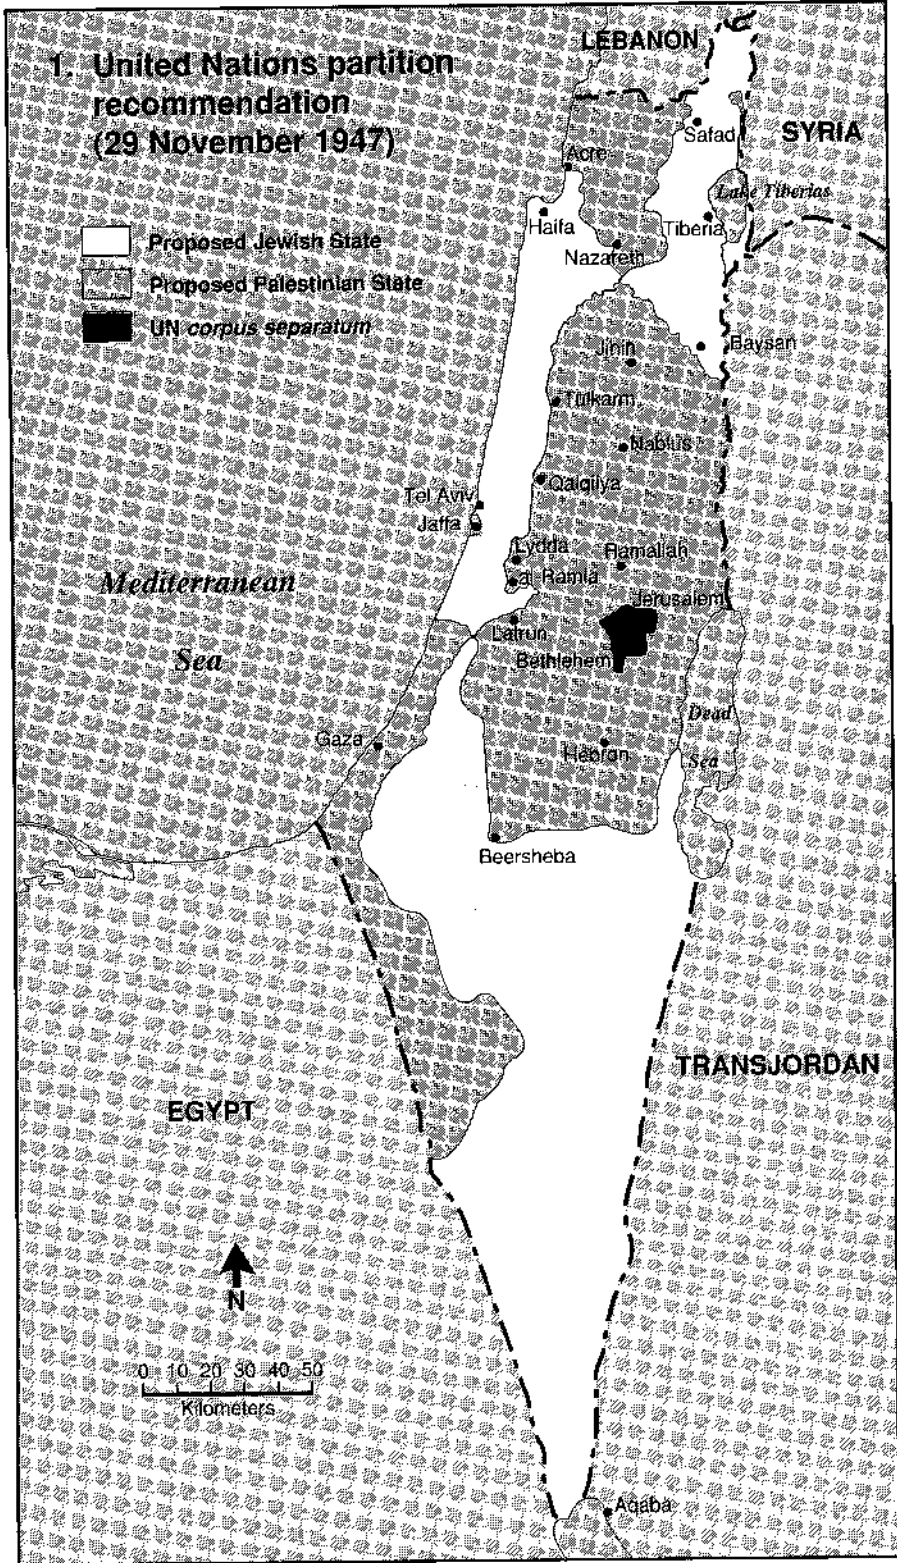 1. United Nations partition
recommendation
(29 November 1947)
Proposed Jewish State
Proposed Palestinian State
UN corpus separatum
LEBANON
SYRIA
Safad
Acre
Lake Tiberias
Haifa
Tiberia
Nazareth
Jinin
Baysan
Tulkarm
Nablus
Qalqilya
Tel Aviv
Jaffa
Lydda
Ramallah
al-Ramla
Jerusalem
Latrun
Bethlehem
Mediterranean
Sea
Dead
Sea
Gaza
Hebron
Beersheba
TRANSJORDAN
EGYPT
N
0 10 20 30 40 50
Kilometers
Aqaba